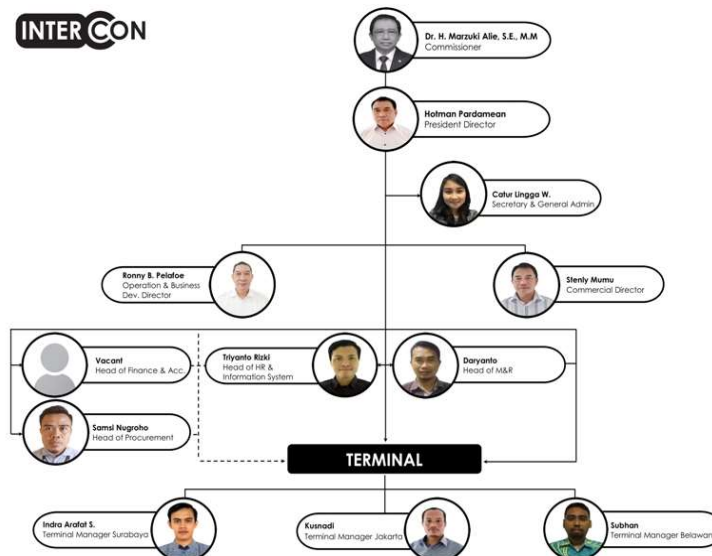 INTERCON
Dr. H. Marzuki Alie, S.E., M.M
Commissioner
Hotman Pardamean
President Director
Catur Lingga W.
Secretary & General Admin
Ronny B. Pelafoe
Operation & Business
Dev. Director
Stenly Mumu
Commercial Director
Vacant
Head of Finance & Acc.
Triyanto Rizki
Head of HR &
Information System
Daryanto
Head of M&R
Samsi Nugroho
Head of Procurement
TERMINAL
Indra Arafat S.
Terminal Manager Surabaya
Kusnadi
Terminal Manager Jakarta
Subhan
Terminal Manager Belawan